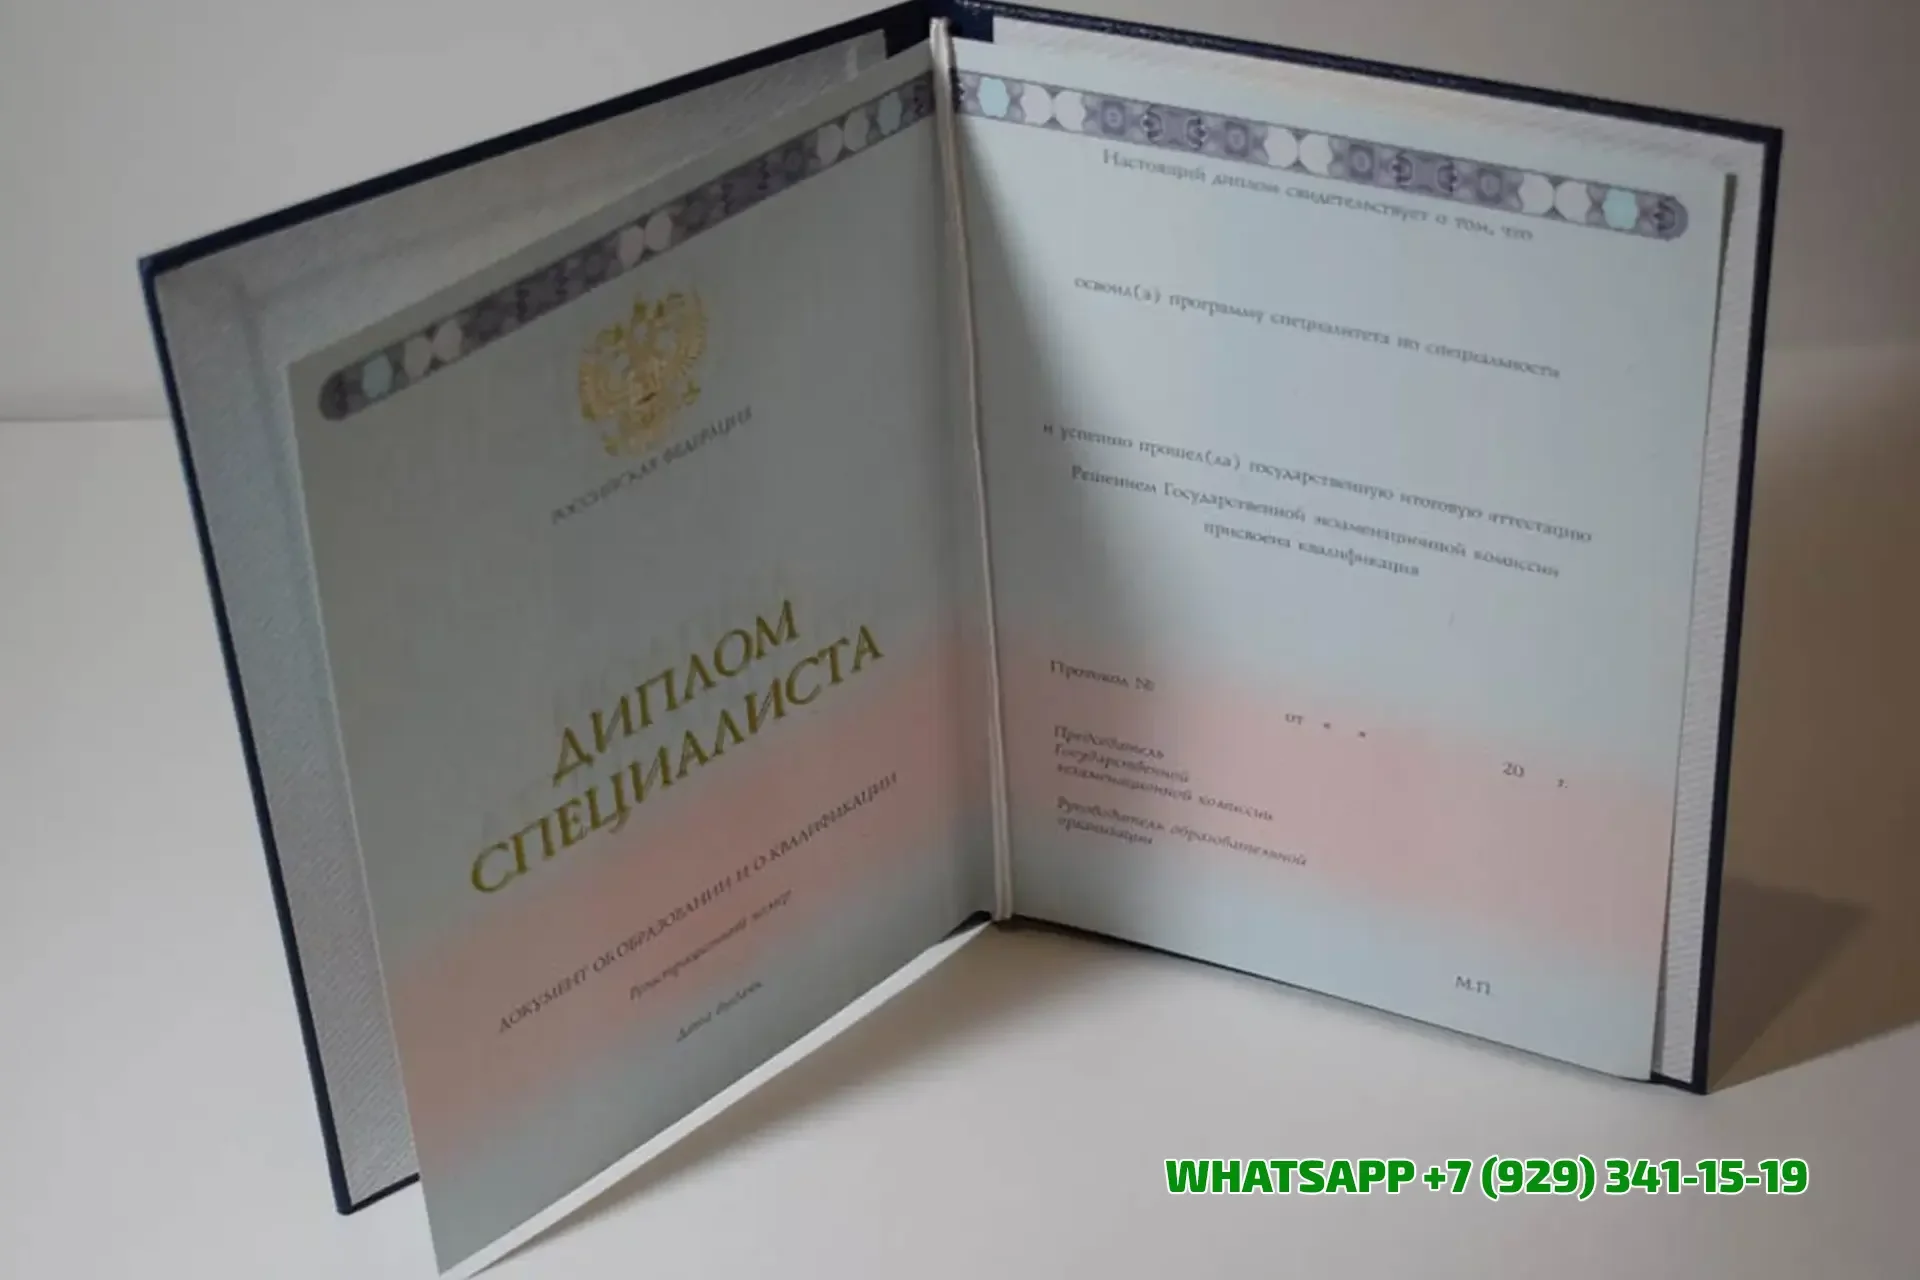 РОССИЙСКАЯ ФЕДЕРАЦИЯ
ДИПЛОМ
СПЕЦИАЛИСТА
ДОКУМЕНТ ОБ ОБРАЗОВАНИИ И О КВАЛИФИКАЦИИ
Регистрационный номер
Дата выдачи
Настоящий диплом свидетельствует о том, что
освоил(а) программу специалитета по специальности
и успешно прошел(ла) государственную итоговую аттестацию
Решением Государственной экзаменационной комиссии
присвоена квалификация
Протокол №
от « » 20 г.
Председатель
Государственной
экзаменационной комиссии
Руководитель образовательной
организации
М.П.
WHATSAPP +7 (929) 341-15-19